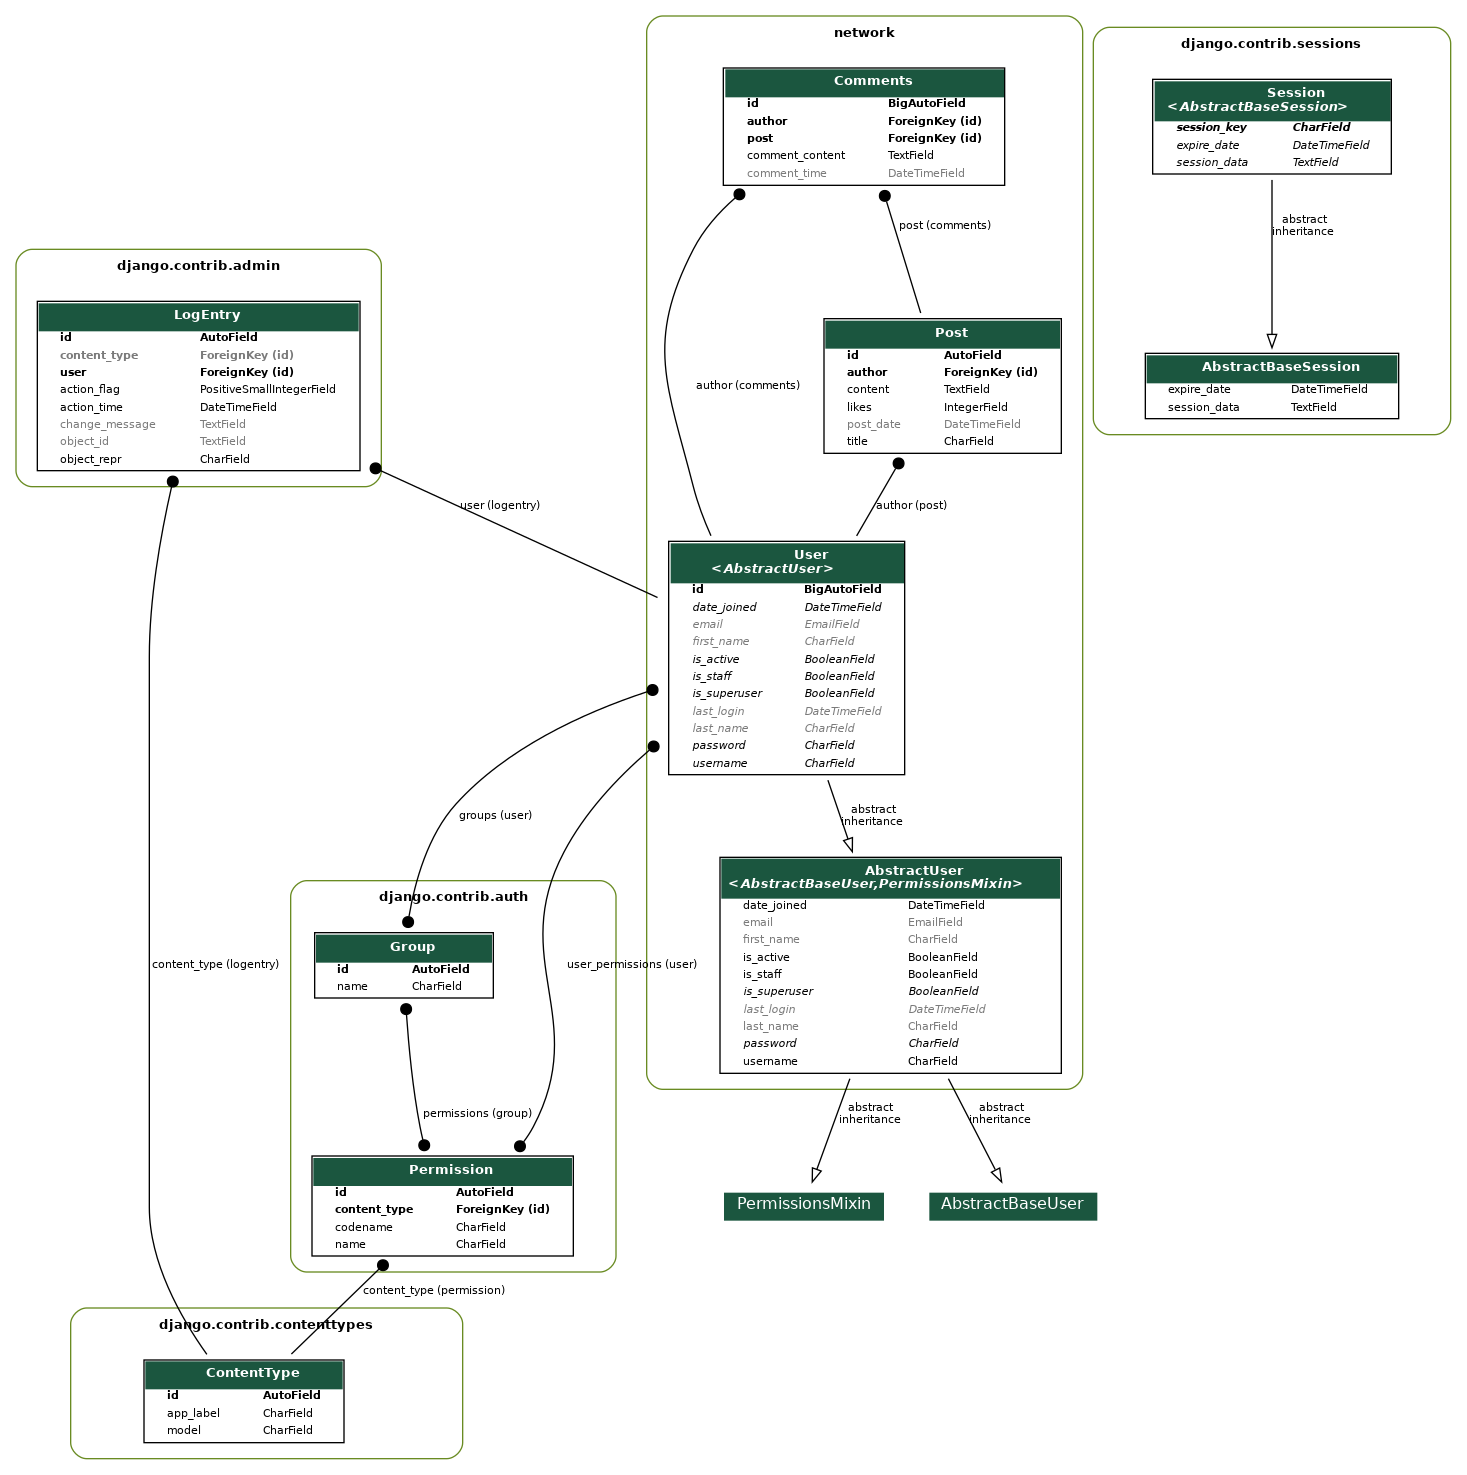 network
Comments
id BigAutoField
author ForeignKey (id)
post ForeignKey (id)
comment_content TextField
comment_time DateTimeField
post (comments)
author (comments)
Post
id AutoField
author ForeignKey (id)
content TextField
likes IntegerField
post_date DateTimeField
title CharField
author (post)
User
<AbstractUser>
id BigAutoField
date_joined DateTimeField
email EmailField
first_name CharField
is_active BooleanField
is_staff BooleanField
is_superuser BooleanField
last_login DateTimeField
last_name CharField
password CharField
username CharField
abstract
inheritance
AbstractUser
<AbstractBaseUser,PermissionsMixin>
date_joined DateTimeField
email EmailField
first_name CharField
is_active BooleanField
is_staff BooleanField
is_superuser BooleanField
last_login DateTimeField
last_name CharField
password CharField
username CharField
abstract
inheritance
abstract
inheritance
PermissionsMixin
AbstractBaseUser
django.contrib.sessions
Session
<AbstractBaseSession>
session_key CharField
expire_date DateTimeField
session_data TextField
abstract
inheritance
AbstractBaseSession
expire_date DateTimeField
session_data TextField
django.contrib.admin
LogEntry
id AutoField
content_type ForeignKey (id)
user ForeignKey (id)
action_flag PositiveSmallIntegerField
action_time DateTimeField
change_message TextField
object_id TextField
object_repr CharField
user (logentry)
content_type (logentry)
groups (user)
user_permissions (user)
django.contrib.auth
Group
id AutoField
name CharField
permissions (group)
Permission
id AutoField
content_type ForeignKey (id)
codename CharField
name CharField
content_type (permission)
django.contrib.contenttypes
ContentType
id AutoField
app_label CharField
model CharField